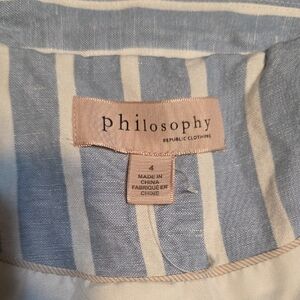 philosophy
REPUBLIC CLOTHING
4
MADE IN
CHINA
FABRIQUÉ EN
CHINE